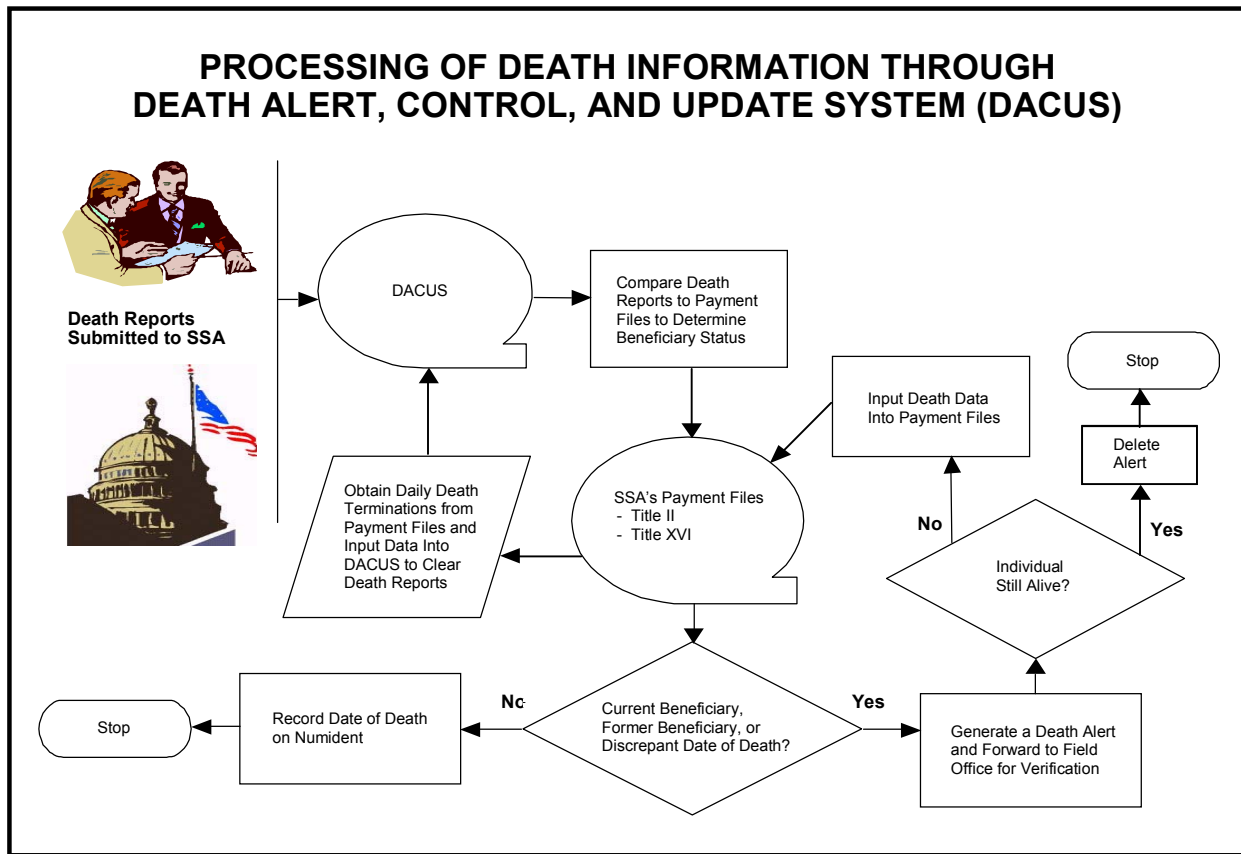 PROCESSING OF DEATH INFORMATION THROUGH
DEATH ALERT, CONTROL, AND UPDATE SYSTEM (DACUS)
Death Reports
Submitted to SSA
DACUS
Compare Death
Reports to Payment
Files to Determine
Beneficiary Status
Stop
Input Death Data
Into Payment Files
Delete
Alert
Obtain Daily Death
Terminations from
Payment Files and
Input Data Into
DACUS to Clear
Death Reports
SSA's Payment Files
- Title II
- Title XVI
No
Yes
Individual
Still Alive?
Stop
Record Date of Death
on Numident
No
Current Beneficiary,
Former Beneficiary, or
Discrepant Date of Death?
Yes
Generate a Death Alert
and Forward to Field
Office for Verification